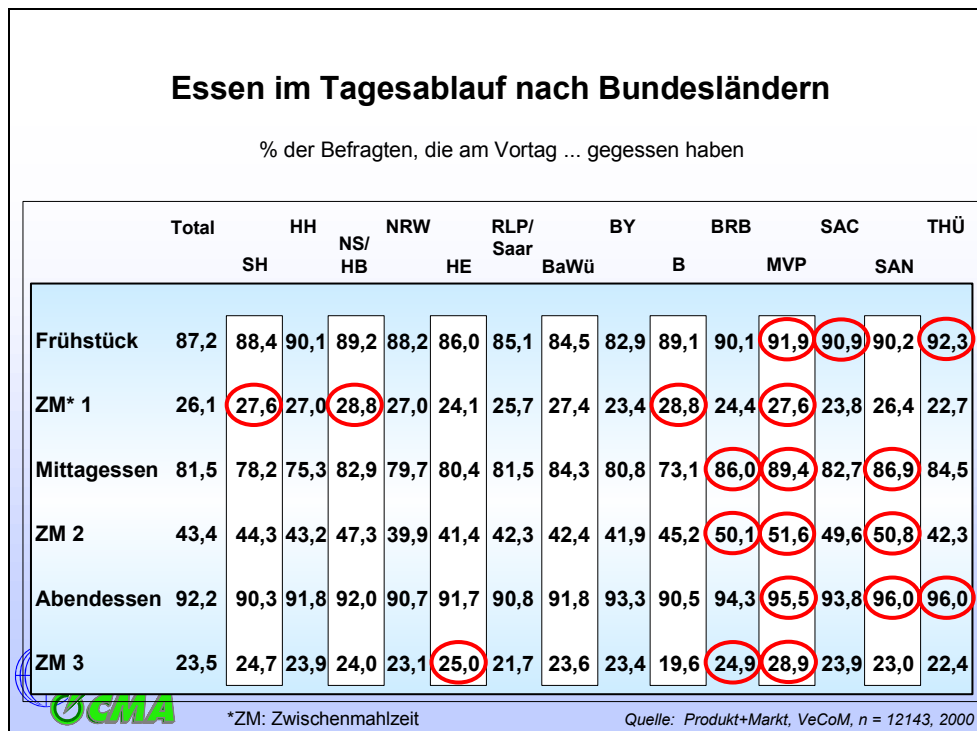 Essen im Tagesablauf nach Bundesländern
% der Befragten, die am Vortag ... gegessen haben
Total SH HH NS/HB NRW HE RLP/Saar BaWü BY B BRB MVP SAC SAN THÜ
Frühstück 87,2 88,4 90,1 89,2 88,2 86,0 85,1 84,5 82,9 89,1 90,1 91,9 90,9 90,2 92,3
ZM* 1 26,1 27,6 27,0 28,8 27,0 24,1 25,7 27,4 23,4 28,8 24,4 27,6 23,8 26,4 22,7
Mittagessen 81,5 78,2 75,3 82,9 79,7 80,4 81,5 84,3 80,8 73,1 86,0 89,4 82,7 86,9 84,5
ZM 2 43,4 44,3 43,2 47,3 39,9 41,4 42,3 42,4 41,9 45,2 50,1 51,6 49,6 50,8 42,3
Abendessen 92,2 90,3 91,8 92,0 90,7 91,7 90,8 91,8 93,3 90,5 94,3 95,5 93,8 96,0 96,0
ZM 3 23,5 24,7 23,9 24,0 23,1 25,0 21,7 23,6 23,4 19,6 24,9 28,9 23,9 23,0 22,4
CMA
*ZM: Zwischenmahlzeit
Quelle: Produkt+Markt, VeCoM, n = 12143, 2000